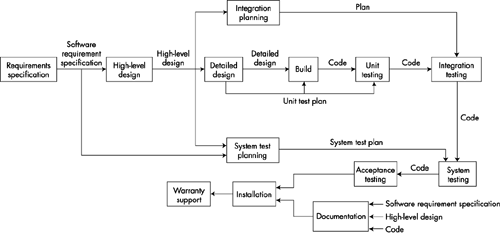 Integration
planning
Plan
Software
requirement
specification
High-level
design
Detailed
design
Requirements
specification
High-level
design
Detailed
design
Build
Code
Unit
testing
Code
Integration
testing
Unit test plan
Code
System test
planning
System test plan
Acceptance
testing
Code
System
testing
Warranty
support
Installation
Documentation
Software requirement specification
High-level design
Code